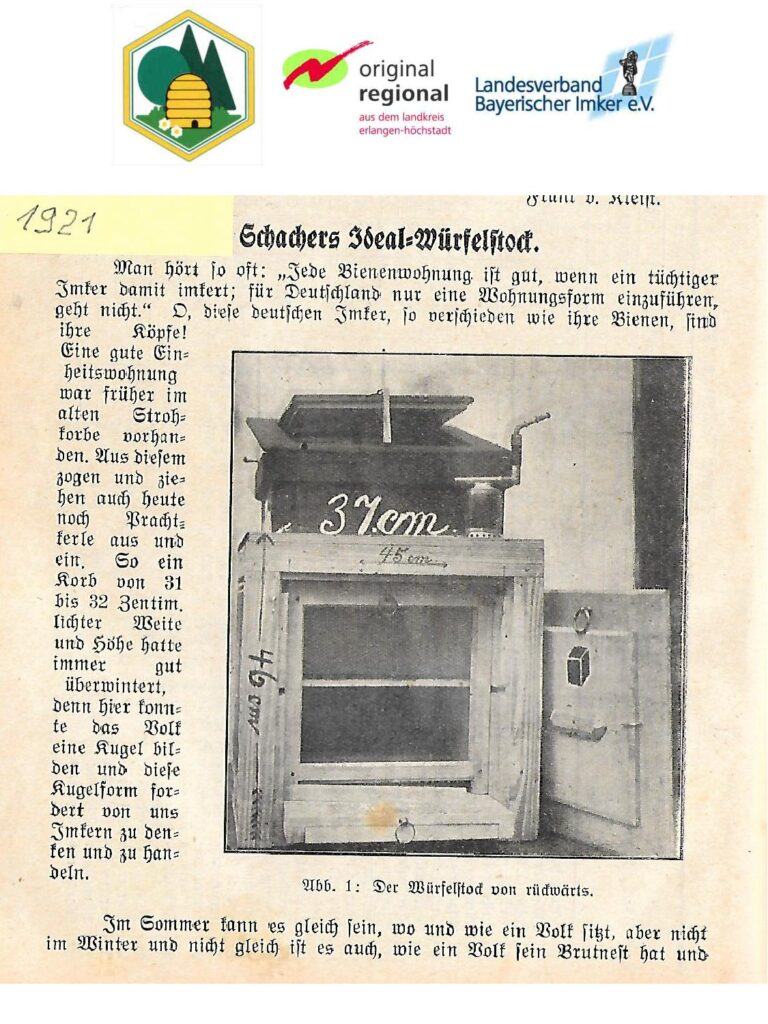 original
regional
aus dem landkreis
erlangen-höchstadt
Landesverband
Bayerischer Imker e.V.
1921
v. Kleist.
Schachers Ideal-Würfelstock.
Man hört so oft: „Jede Bienenwohnung ist gut, wenn ein tüchtiger
Imker damit imkert; für Deutschland nur eine Wohnungsform einzuführen,
geht nicht.“ O, diese deutschen Imker, so verschieden wie ihre Bienen, sind
ihre Köpfe!
Eine gute Ein-
heitswohnung
war früher im
alten Stroh-
korbe vorhan-
den. Aus diesem
zogen und zie-
hen auch heute
noch Pracht-
kerle aus und
ein. So ein
Korb von 31
bis 32 Zentim.
lichter Weite
und Höhe hatte
immer gut
überwintert,
denn hier konn-
te das Volk
eine Kugel bil-
den und diese
Kugelform for-
dert von uns
Imkern zu den-
ken und zu han-
deln.
37.cm
45 cm
46 cm
Abb. 1: Der Würfelstock von rückwärts.
Im Sommer kann es gleich sein, wo und wie ein Volk sitzt, aber nicht
im Winter und nicht gleich ist es auch, wie ein Volk sein Brutnest hat und